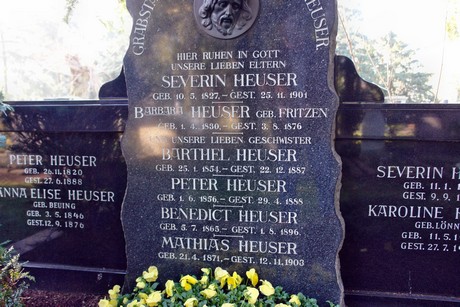 GRABST
HEUSER
HIER RUHEN IN GOTT
UNSERE LIEBEN ELTERN
SEVERIN HEUSER
GEB. 10. 5. 1827, – GEST. 25. 11. 1901.
BARBARA HEUSER GEB. FRITZEN
GEB. 1. 4. 1830, – GEST. 3. 8. 1876
UND UNSERE LIEBEN GESCHWISTER
BARTHEL HEUSER
GEB. 25. 1. 1854, – GEST. 22. 12. 1887
PETER HEUSER
GEB. 1. 6. 1856, – GEST. 29. 4. 1888
BENEDICT HEUSER
GEB. 5. 7. 1865 – GEST. 1. 8. 1896.
MATHIAS HEUSER
GEB. 21. 4. 1871, – GEST. 12. 11. 1903
PETER HEUSER
GEB. 26. 11. 1820
GEST. 27. 6. 1888
ANNA ELISE HEUSER
GEB. BEUING
GEB. 3. 5. 1846
GEST. 12. 9. 1876
SEVERIN H
GEB. 11. 1
GEST. 9. 9
KAROLINE H
GEB. LÖNN
GEB. 11. 5
GEST. 27.